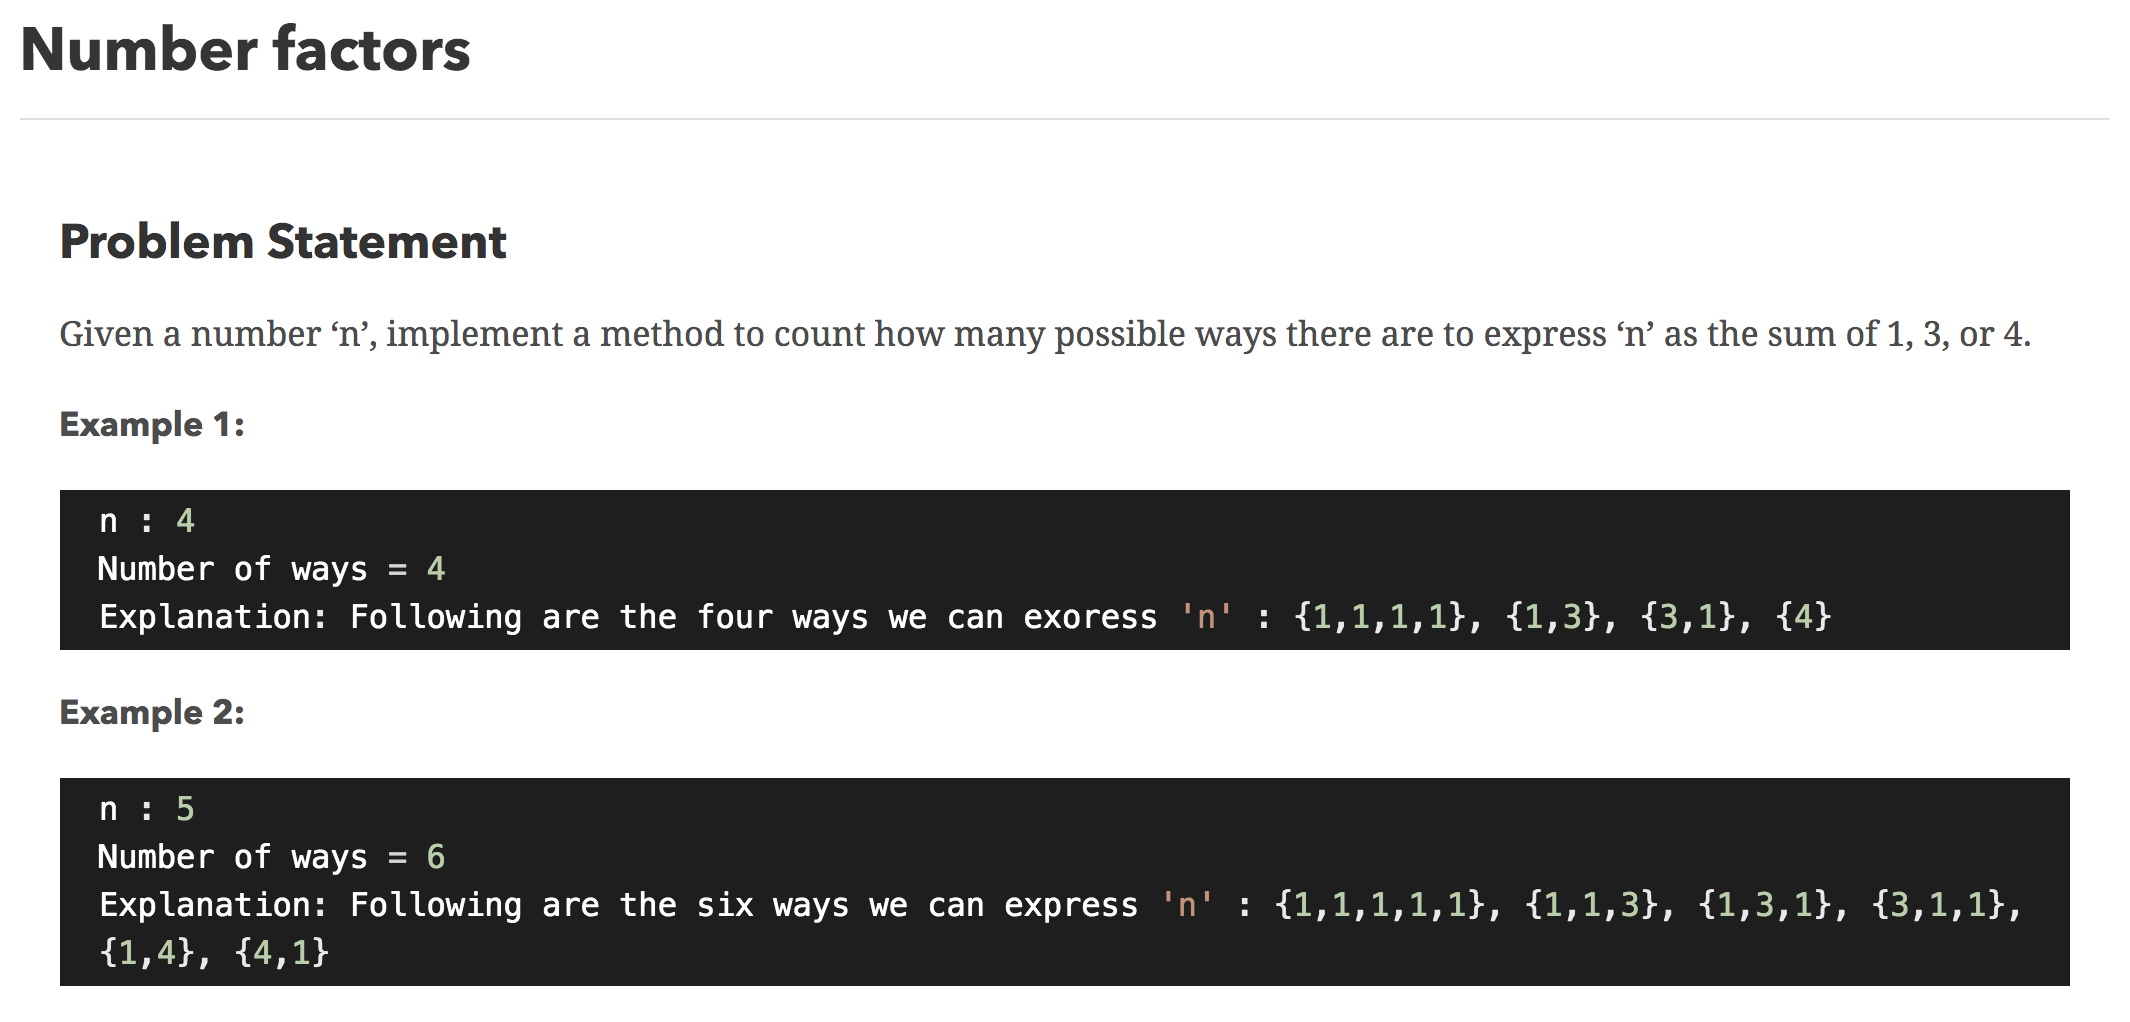 Number factors
Problem Statement
Given a number ‘n’, implement a method to count how many possible ways there are to express ‘n’ as the sum of 1, 3, or 4.
Example 1:
n : 4
Number of ways = 4
Explanation: Following are the four ways we can exoress 'n' : {1,1,1,1}, {1,3}, {3,1}, {4}
Example 2:
n : 5
Number of ways = 6
Explanation: Following are the six ways we can express 'n' : {1,1,1,1,1}, {1,1,3}, {1,3,1}, {3,1,1},
{1,4}, {4,1}